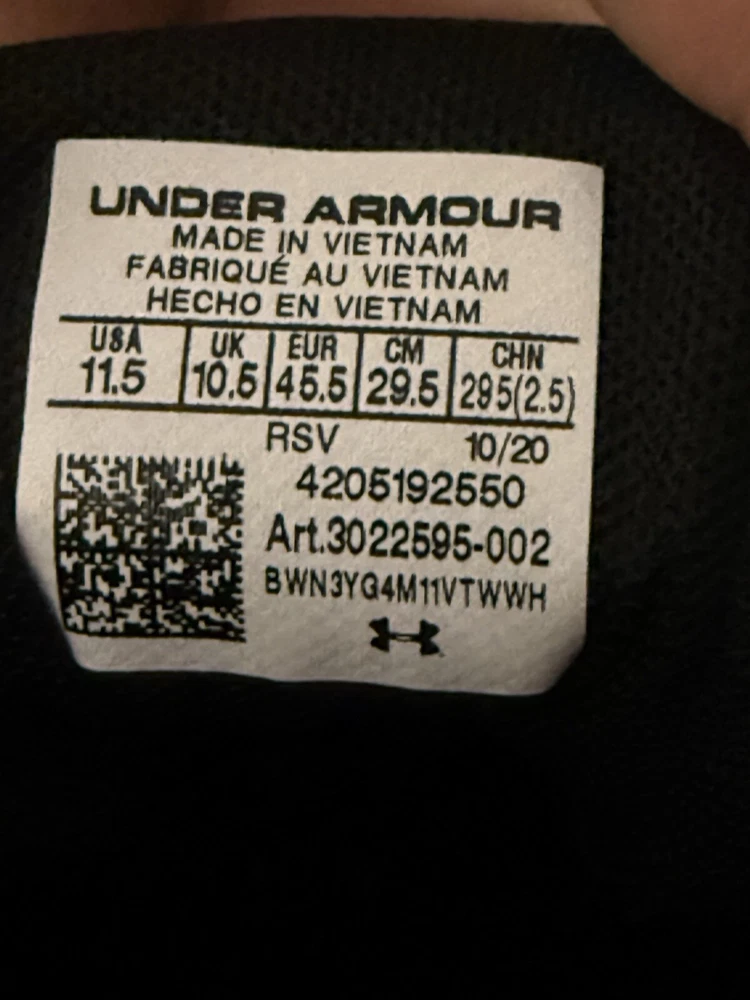 UNDER ARMOUR
MADE IN VIETNAM
FABRIQUÉ AU VIETNAM
HECHO EN VIETNAM
USA UK EUR CM CHN
11.5 10.5 45.5 29.5 295(2.5)
RSV 10/20
4205192550
Art.3022595-002
BWN3YG4M11VTWWH